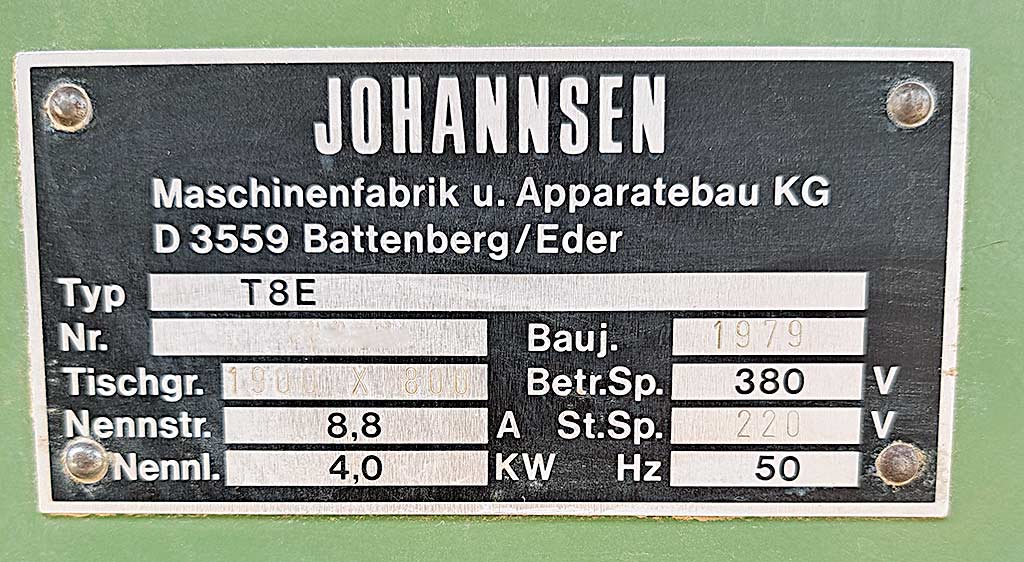 JOHANNSEN
Maschinenfabrik u. Apparatebau KG
D 3559 Battenberg/Eder
Typ T8E
Nr. Bauj. 1979
Tischgr. 1900 X 800 Betr.Sp. 380 V
Nennstr. 8,8 A St.Sp. 220 V
Nennl. 4,0 KW Hz 50